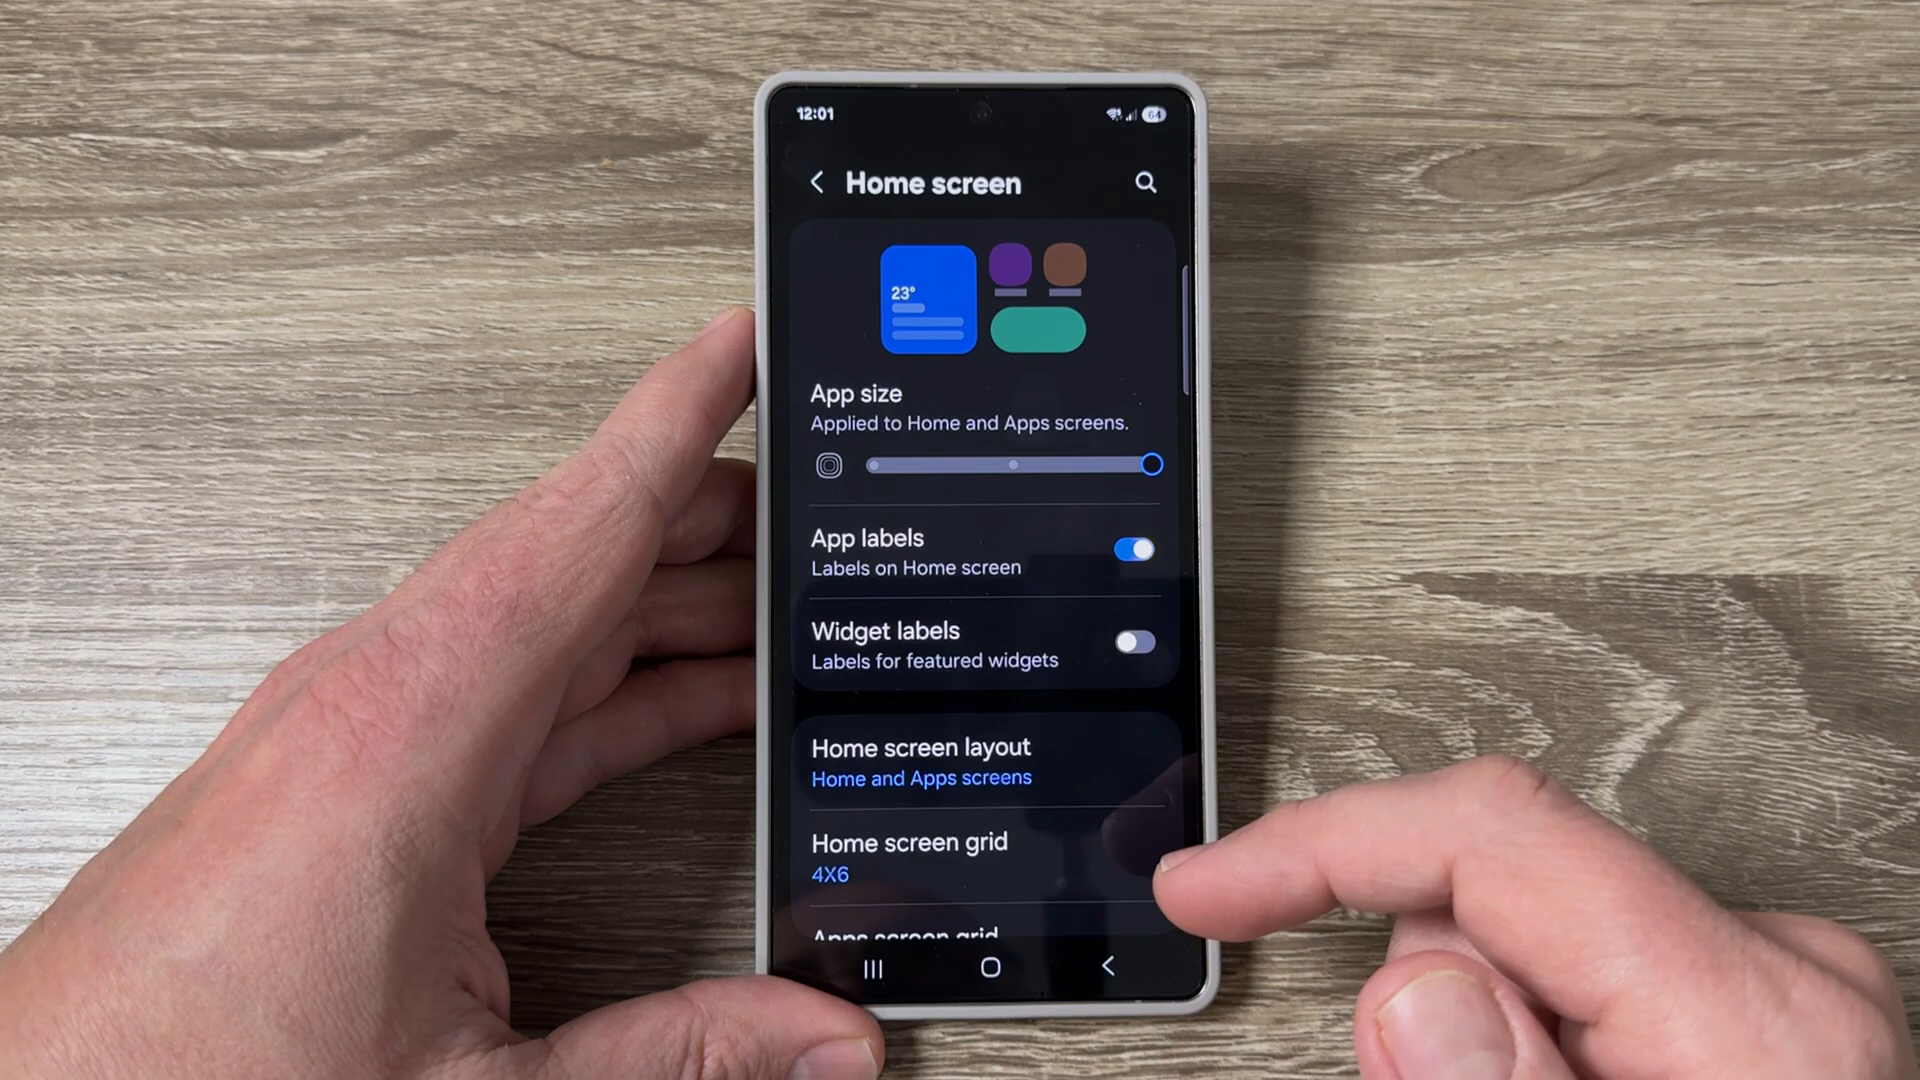 12:01
64
Home screen
23°
App size
Applied to Home and Apps screens.
App labels
Labels on Home screen
Widget labels
Labels for featured widgets
Home screen layout
Home and Apps screens
Home screen grid
4X6
Apps screen grid